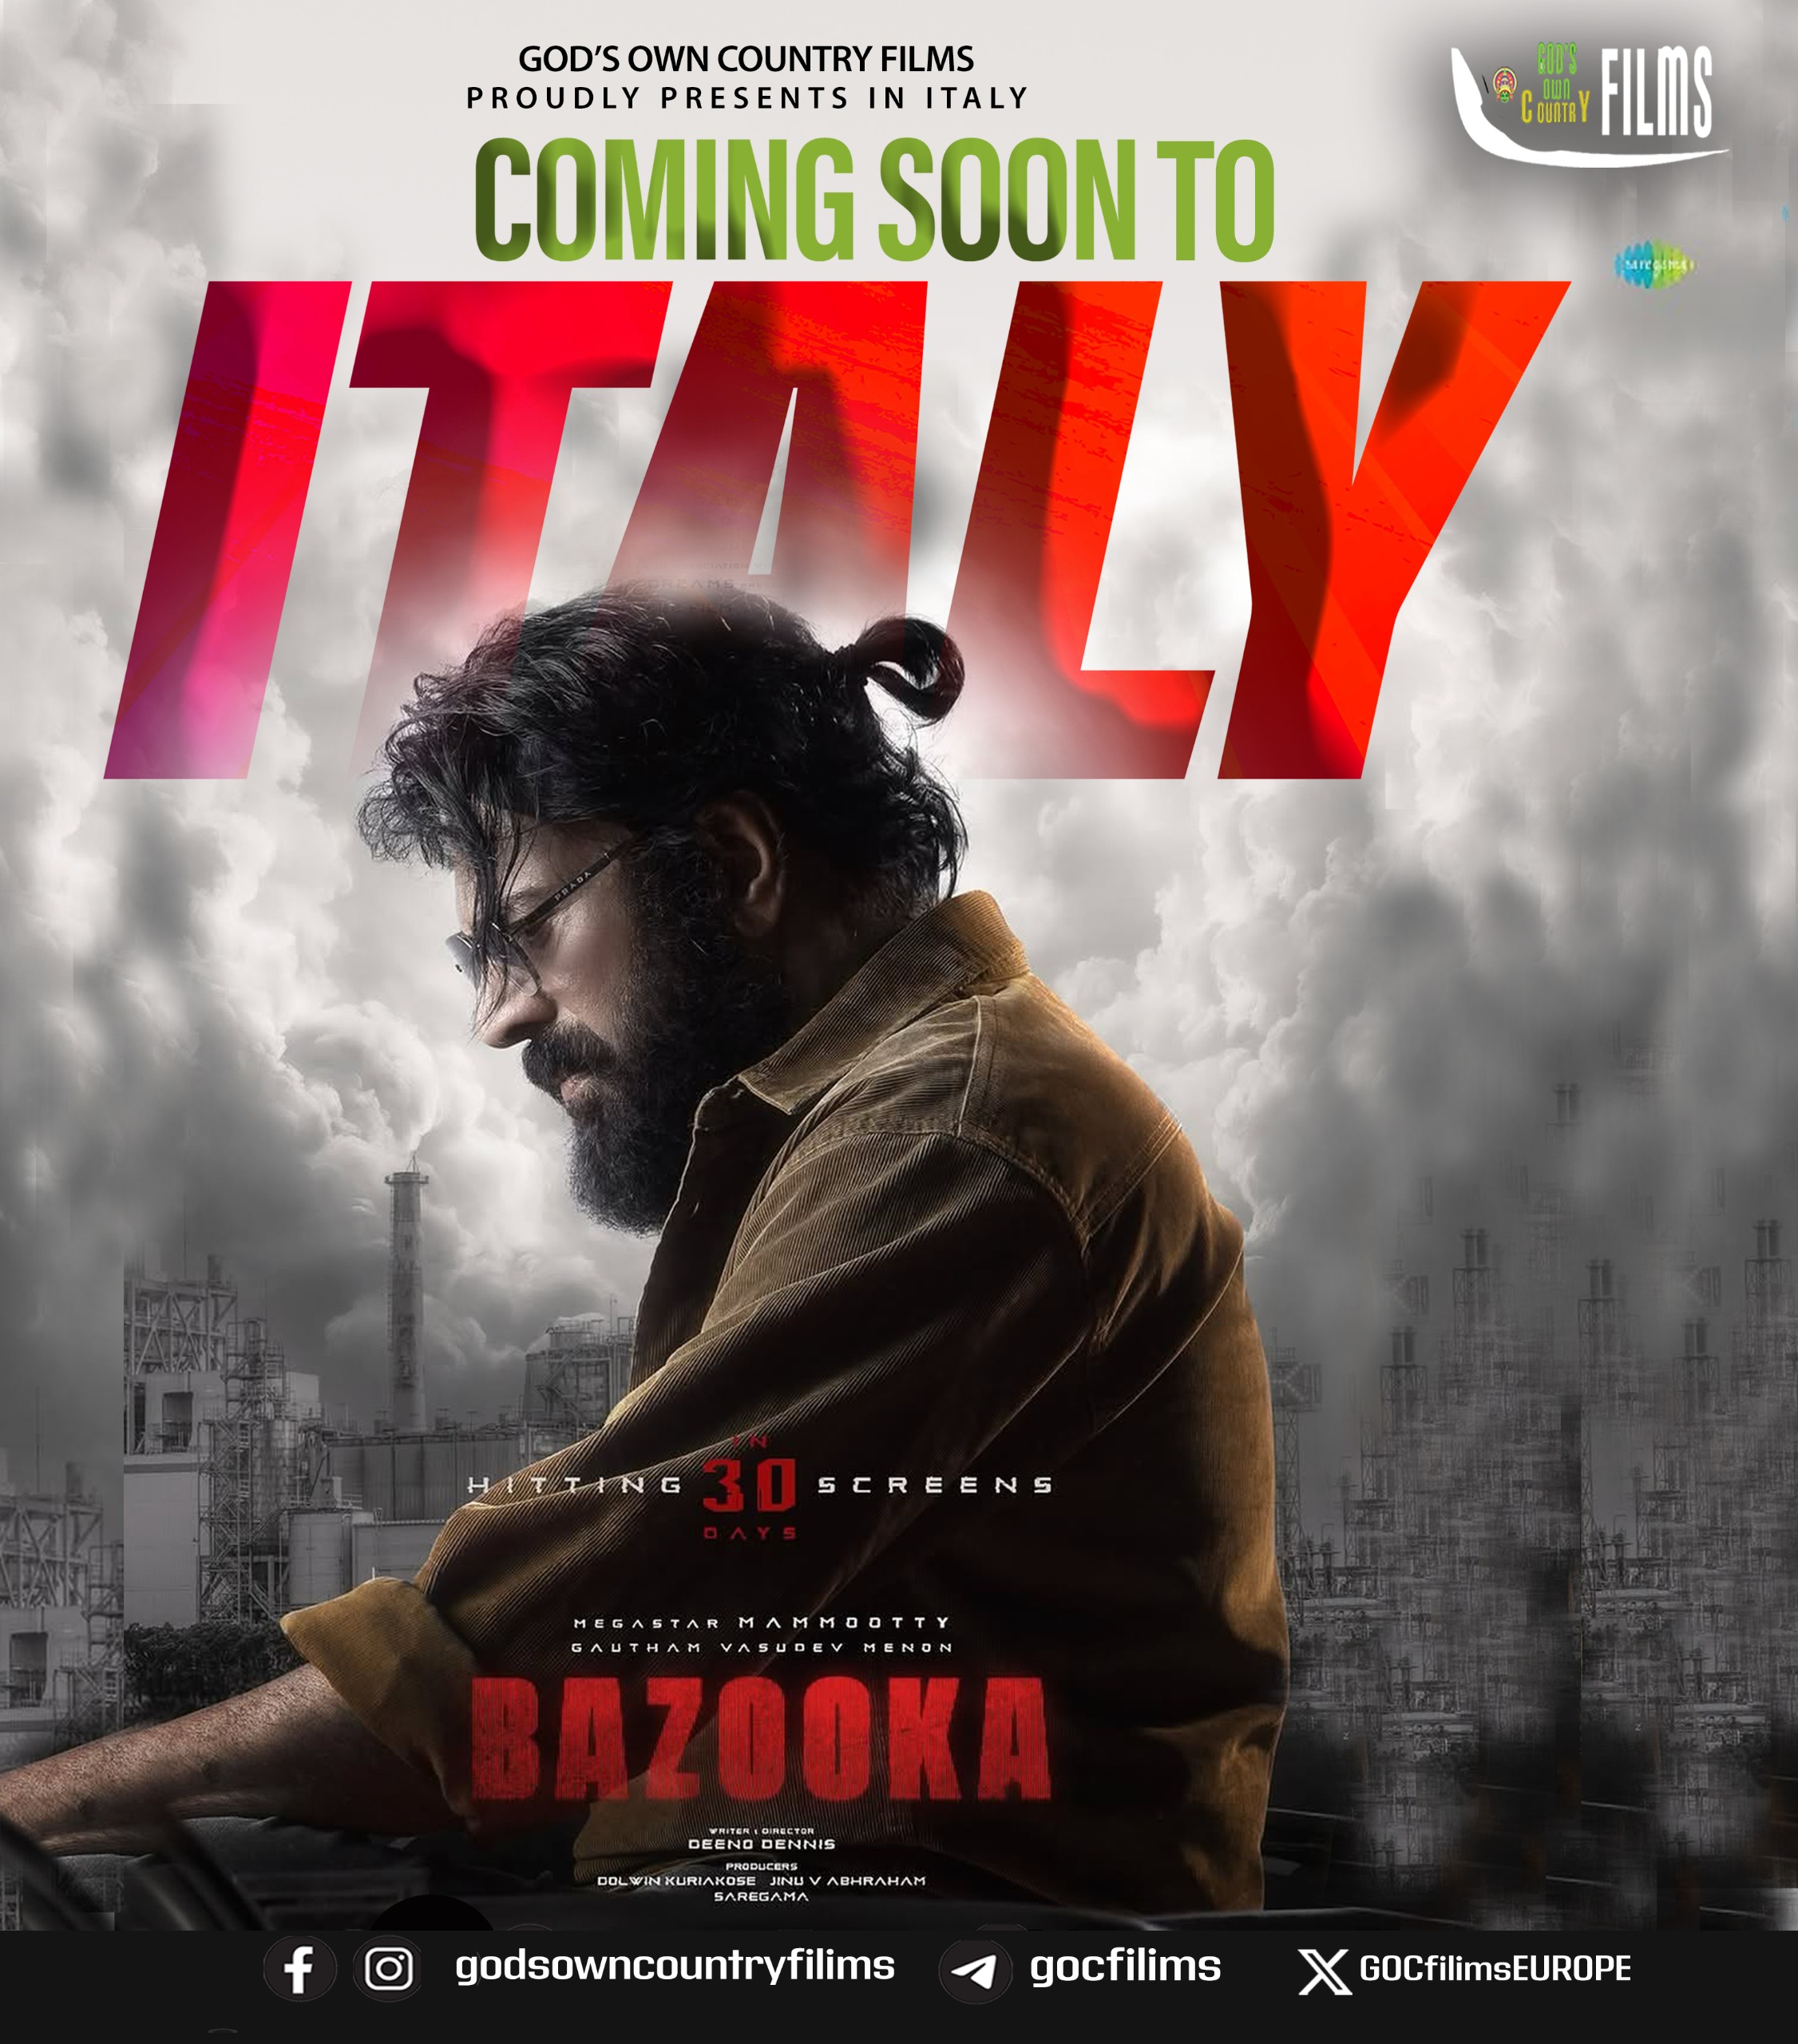 GOD'S OWN COUNTRY FILMS
PROUDLY PRESENTS IN ITALY
GOD'S
OWN
COUNTRY
FILMS
COMING SOON TO
saregama
ITALY
PRADA
IN
HITTING 30 SCREENS
DAYS
MEGASTAR MAMMOOTTY
GAUTHAM VASUDEV MENON
BAZOOKA
WRITER & DIRECTOR
DEENO DENNIS
PRODUCERS
DOLWIN KURIAKOSE JINU V ABHRAHAM
SAREGAMA
godsowncountryfilims
gocfilims
GOCfilimsEUROPE